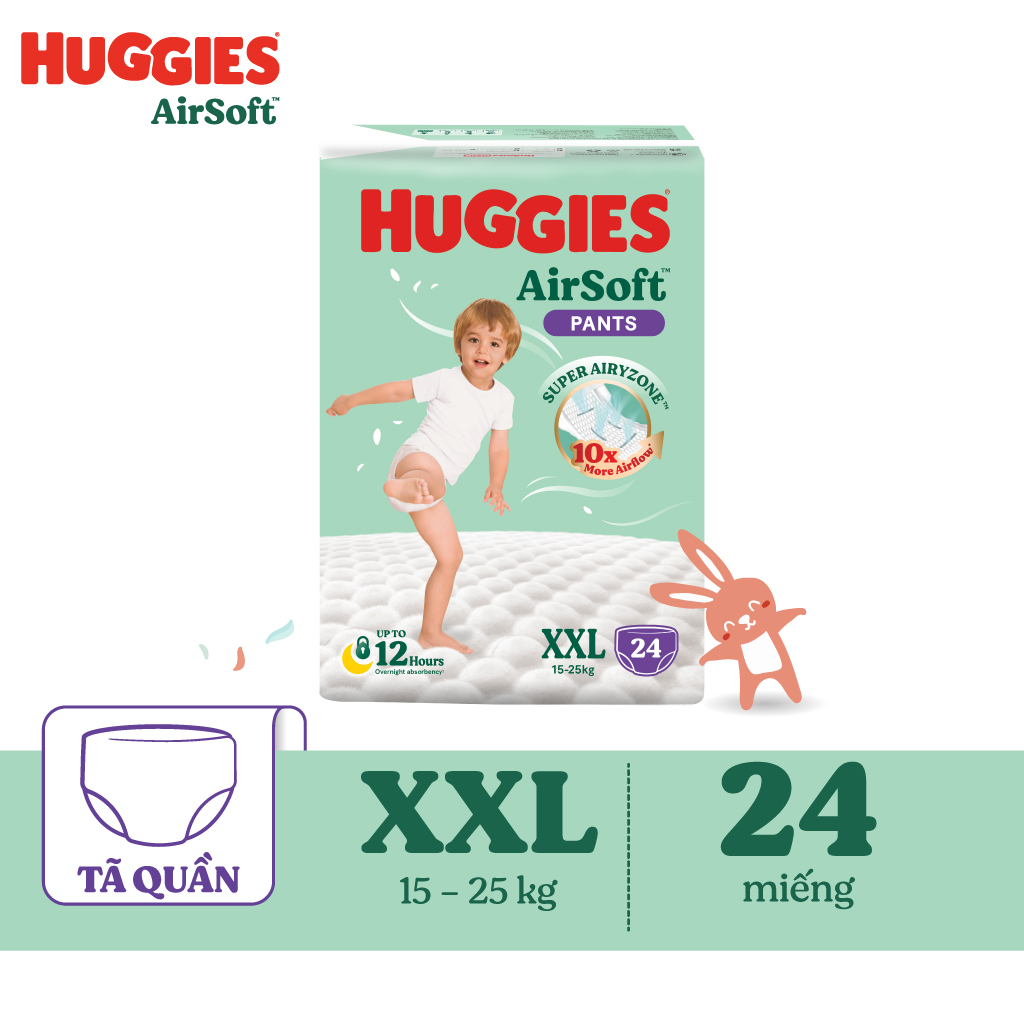 HUGGIES
AirSoft™
HUGGIES®
AirSoft™
PANTS
SUPER AIRYZONE™
10x
More Airflow*
UP TO
12 Hours
Overnight absorbency
XXL
15-25kg
24
TÃ QUẦN
XXL
15 – 25 kg
24
miếng